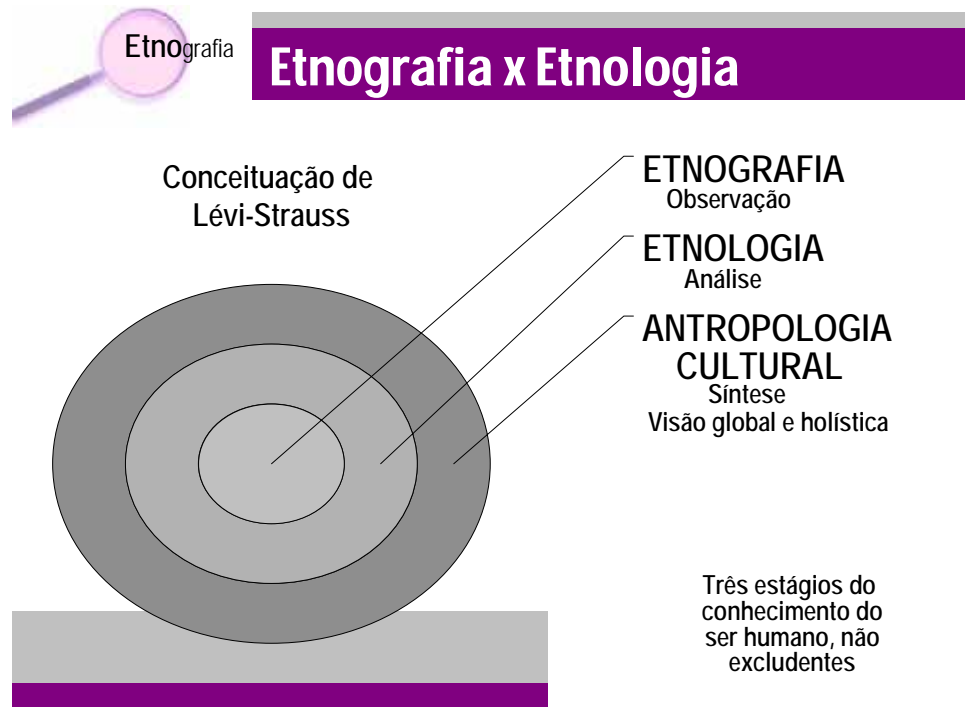 Etnografia
Etnografia x Etnologia
Conceituação de
Lévi-Strauss
ETNOGRAFIA
Observação
ETNOLOGIA
Análise
ANTROPOLOGIA
CULTURAL
Síntese
Visão global e holística
Três estágios do
conhecimento do
ser humano, não
excludentes